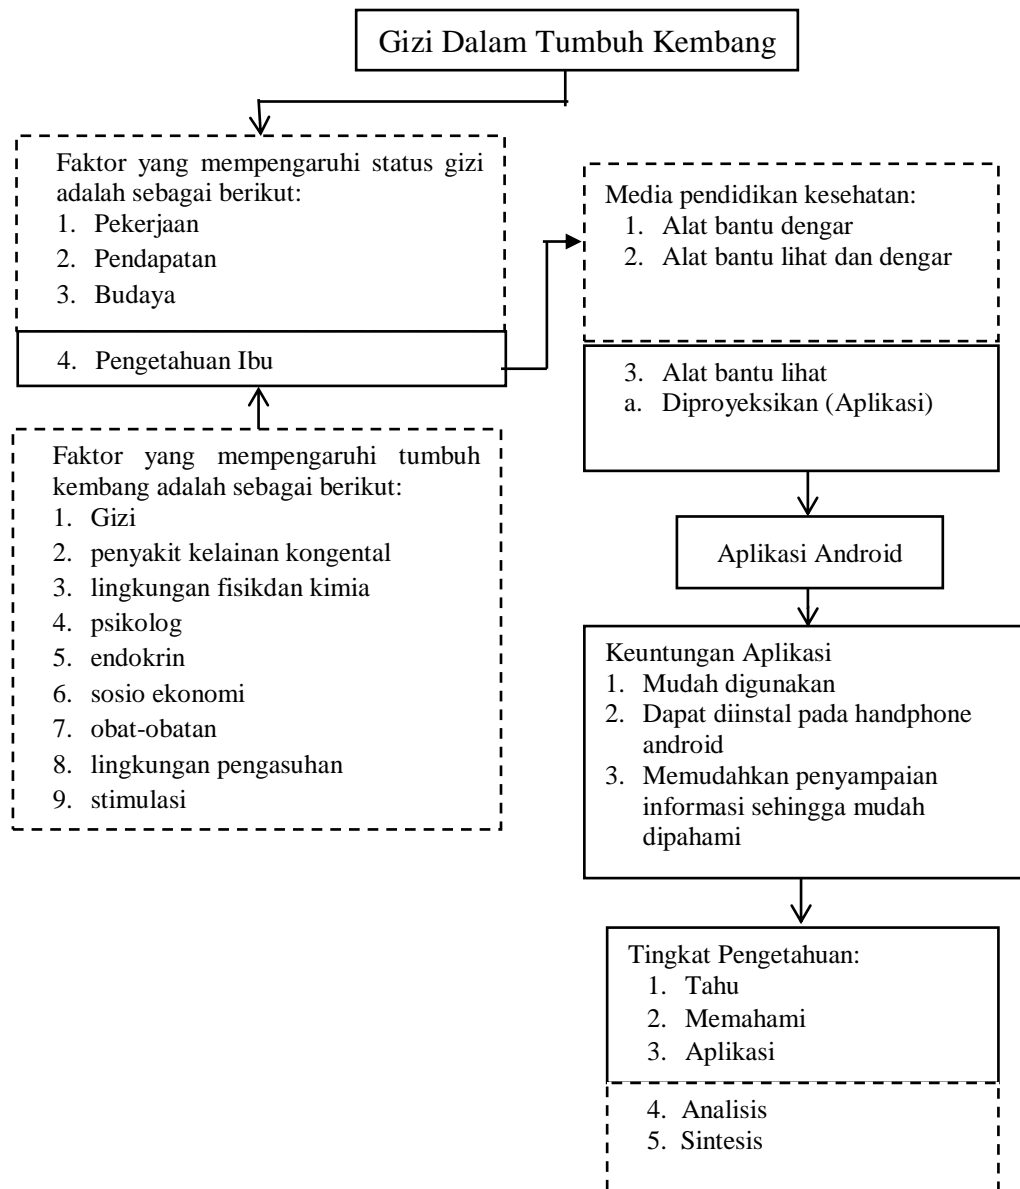 Gizi Dalam Tumbuh Kembang
Faktor yang mempengaruhi status gizi
adalah sebagai berikut:
1. Pekerjaan
2. Pendapatan
3. Budaya
4. Pengetahuan Ibu
Faktor yang mempengaruhi tumbuh
kembang adalah sebagai berikut:
1. Gizi
2. penyakit kelainan kongental
3. lingkungan fisikdan kimia
4. psikolog
5. endokrin
6. sosio ekonomi
7. obat-obatan
8. lingkungan pengasuhan
9. stimulasi
Media pendidikan kesehatan:
1. Alat bantu dengar
2. Alat bantu lihat dan dengar
3. Alat bantu lihat
a. Diproyeksikan (Aplikasi)
Aplikasi Android
Keuntungan Aplikasi
1. Mudah digunakan
2. Dapat diinstal pada handphone
android
3. Memudahkan penyampaian
informasi sehingga mudah
dipahami
Tingkat Pengetahuan:
1. Tahu
2. Memahami
3. Aplikasi
4. Analisis
5. Sintesis